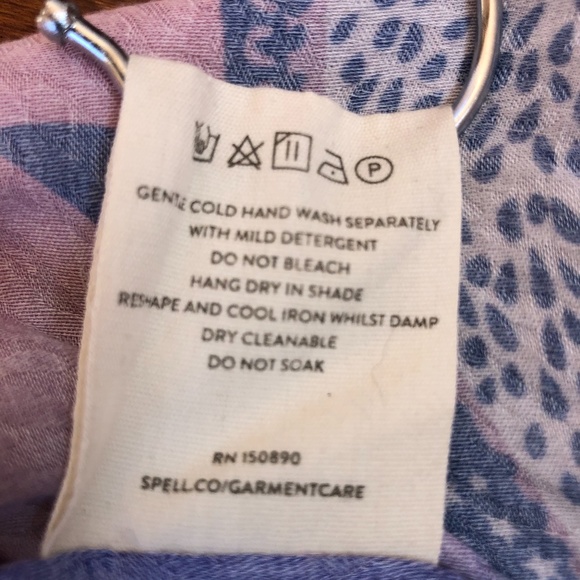 P
GENTLE COLD HAND WASH SEPARATELY
WITH MILD DETERGENT
DO NOT BLEACH
HANG DRY IN SHADE
RESHAPE AND COOL IRON WHILST DAMP
DRY CLEANABLE
DO NOT SOAK
RN 150890
SPELL.CO/GARMENTCARE